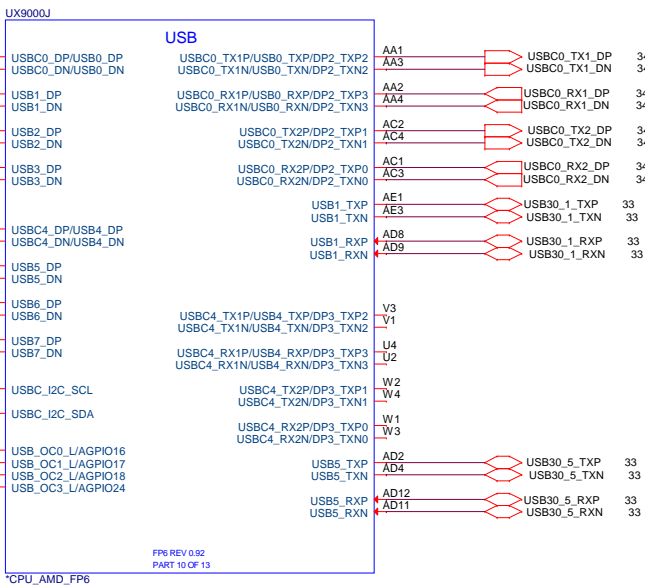 UX9000J
USB
USBC0_DP/USB0_DP USBC0_TX1P/USB0_TXP/DP2_TXP2 AA1 USBC0_TX1_DP
USBC0_DN/USB0_DN USBC0_TX1N/USB0_TXN/DP2_TXN2 AA3 USBC0_TX1_DN
USB1_DP USBC0_RX1P/USB0_RXP/DP2_TXP3 AA2 USBC0_RX1_DP
USB1_DN USBC0_RX1N/USB0_RXN/DP2_TXN3 AA4 USBC0_RX1_DN
USB2_DP USBC0_TX2P/DP2_TXP1 AC2 USBC0_TX2_DP
USB2_DN USBC0_TX2N/DP2_TXN1 AC4 USBC0_TX2_DN
USB3_DP USBC0_RX2P/DP2_TXP0 AC1 USBC0_RX2_DP
USB3_DN USBC0_RX2N/DP2_TXN0 AC3 USBC0_RX2_DN
USB1_TXP AE1 USB30_1_TXP 33
USB1_TXN AE3 USB30_1_TXN 33
USBC4_DP/USB4_DP
USBC4_DN/USB4_DN USB1_RXP AD8 USB30_1_RXP 33
USB1_RXN AD9 USB30_1_RXN 33
USB5_DP
USB5_DN
USB6_DP
USB6_DN USBC4_TX1P/USB4_TXP/DP3_TXP2 V3
USBC4_TX1N/USB4_TXN/DP3_TXN2 V1
USB7_DP
USB7_DN USBC4_RX1P/USB4_RXP/DP3_TXP3 U4
USBC4_RX1N/USB4_RXN/DP3_TXN3 U2
USBC_I2C_SCL USBC4_TX2P/DP3_TXP1 W2
USBC4_TX2N/DP3_TXN1 W4
USBC_I2C_SDA
USBC4_RX2P/DP3_TXP0 W1
USBC4_RX2N/DP3_TXN0 W3
USB_OC0_L/AGPIO16
USB_OC1_L/AGPIO17 USB5_TXP AD2 USB30_5_TXP 33
USB_OC2_L/AGPIO18 USB5_TXN AD4 USB30_5_TXN 33
USB_OC3_L/AGPIO24
USB5_RXP AD12 USB30_5_RXP 33
USB5_RXN AD11 USB30_5_RXN 33
FP6 REV 0.92
PART 10 OF 13
*CPU_AMD_FP6